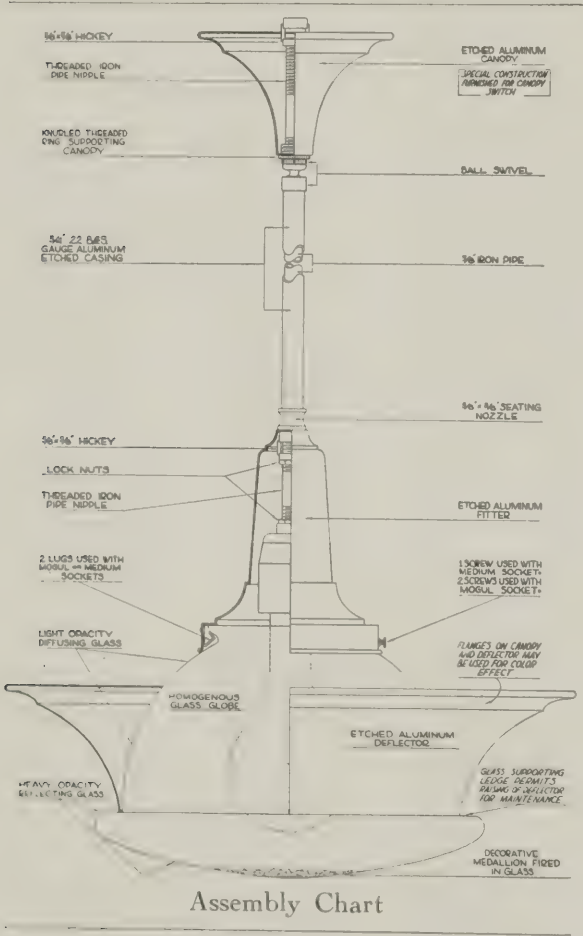 ⅜"×⅜" HICKEY
THREADED IRON
PIPE NIPPLE
KNURLED THREADED
RING SUPPORTING
CANOPY
22 B&S
GAUGE ALUMINUM
ETCHED CASING
⅜"×⅜" HICKEY
LOCK NUTS
THREADED IRON
PIPE NIPPLE
2 LUGS USED WITH
MOGUL OR MEDIUM
SOCKETS
LIGHT OPACITY
DIFFUSING GLASS
HOMOGENOUS
GLASS GLOBE
HEAVY OPACITY
REFLECTING GLASS
ETCHED ALUMINUM
CANOPY
SPECIAL CONSTRUCTION
FURNISHED FOR CANOPY
SWITCH
BALL SWIVEL
⅜" IRON PIPE
⅜"×⅜" SEATING
NOZZLE
ETCHED ALUMINUM
FITTER
1 SCREW USED WITH
MEDIUM SOCKET.
2 SCREWS USED WITH
MOGUL SOCKET.
FLANGES ON CANOPY
AND DEFLECTOR MAY
BE USED FOR COLOR
EFFECT
ETCHED ALUMINUM
DEFLECTOR
GLASS SUPPORTING
LEDGE PERMITS
RAISING OF DEFLECTOR
FOR MAINTENANCE
DECORATIVE
MEDALLION FIRED
IN GLASS
Assembly Chart